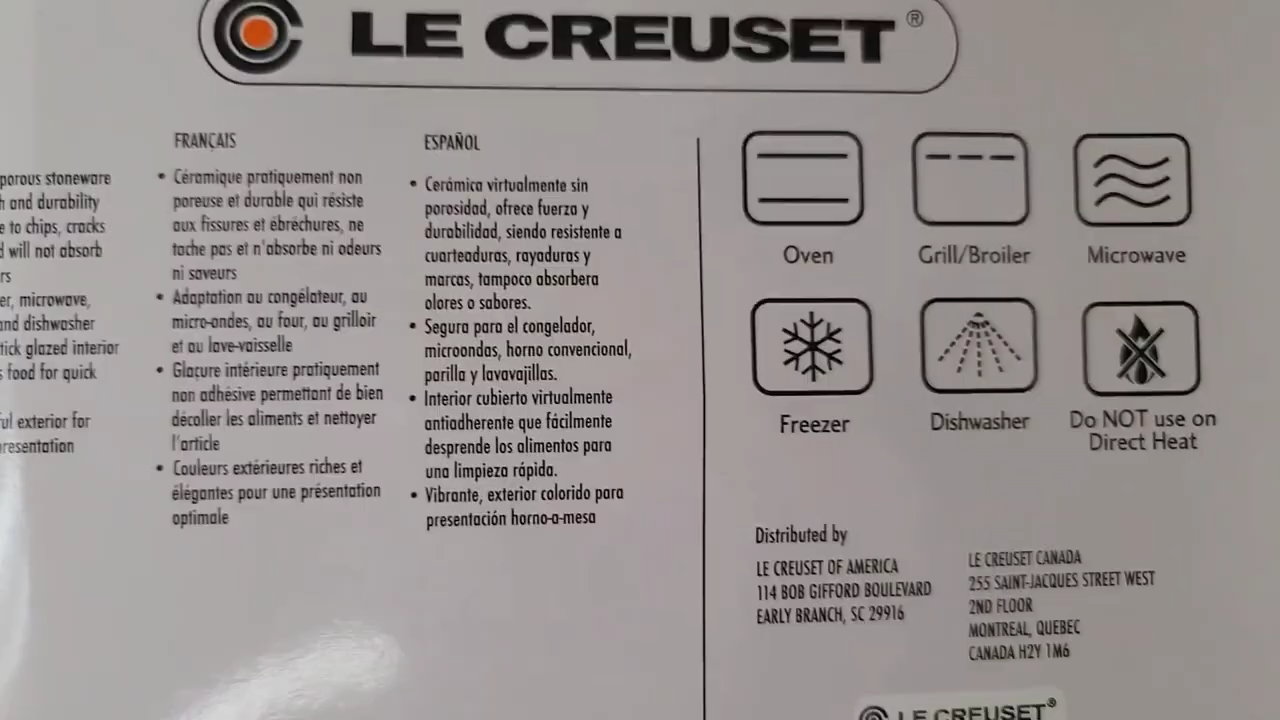 LE CREUSET®
porous stoneware
and durability
to chips, cracks
will not absorb
microwave,
and dishwasher
glazed interior
food for quick
exterior for
FRANÇAIS
• Céramique pratiquement non
poreuse et durable qui résiste
aux fissures et ébréchures, ne
tache pas et n'absorbe ni odeurs
ni saveurs
• Adaptation au congélateur, au
micro-ondes, au four, au grilloir
et au lave-vaisselle
• Glaçure intérieure pratiquement
non adhésive permettant de bien
décoller les aliments et nettoyer
l'article
• Couleurs extérieures riches et
élégantes pour une présentation
optimale
ESPAÑOL
• Cerámica virtualmente sin
porosidad, ofrece fuerza y
durabilidad, siendo resistente a
cuarteaduras, rayaduras y
marcas, tampoco absorbera
olores o sabores.
• Segura para el congelador,
microondas, horno convencional,
parilla y lavavajillas.
• Interior cubierto virtualmente
antiadherente que fácilmente
desprende los alimentos para
una limpieza rápida.
• Vibrante, exterior colorido para
presentación horno-a-mesa
Oven
Grill/Broiler
Microwave
Freezer
Dishwasher
Do NOT use on
Direct Heat
Distributed by
LE CREUSET OF AMERICA
114 BOB GIFFORD BOULEVARD
EARLY BRANCH, SC 29916
LE CREUSET CANADA
255 SAINT-JACQUES STREET WEST
2ND FLOOR
MONTREAL, QUEBEC
CANADA H2Y 1M6
LE CREUSET®